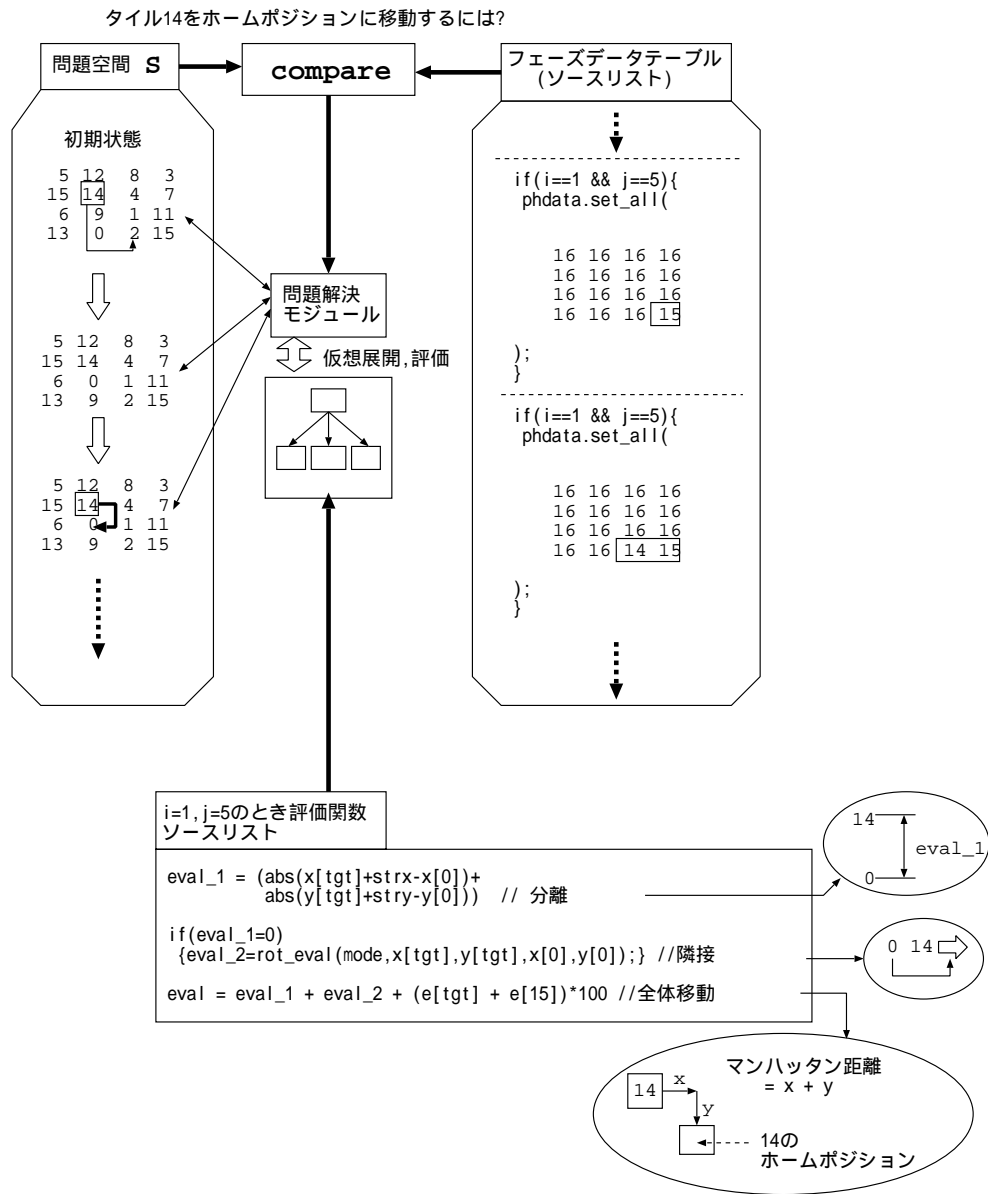 タイル14をホームポジションに移動するには?
問題空間 S
compare
フェーズデータテーブル
(ソースリスト)
初期状態
5 12 8 3
15 14 4 7
6 9 1 11
13 0 2 15
5 12 8 3
15 14 4 7
6 0 1 11
13 9 2 15
5 12 8 3
15 14 4 7
6 0 1 11
13 9 2 15
問題解決
モジュール
仮想展開,評価
if(i==1 && j==5){
phdata.set_all(
16 16 16 16
16 16 16 16
16 16 16 16
16 16 16 15
);
}
if(i==1 && j==5){
phdata.set_all(
16 16 16 16
16 16 16 16
16 16 16 16
16 16 14 15
);
}
i=1,j=5のとき評価関数
ソースリスト
eval_1 = (abs(x[tgt]+strx-x[0])+
abs(y[tgt]+stry-y[0])) // 分離
if(eval_1=0)
{eval_2=rot_eval(mode,x[tgt],y[tgt],x[0],y[0]);} //隣接
eval = eval_1 + eval_2 + (e[tgt] + e[15])*100 //全体移動
14
eval_1
0
0 14
マンハッタン距離
= x + y
14 x
y
14の
ホームポジション